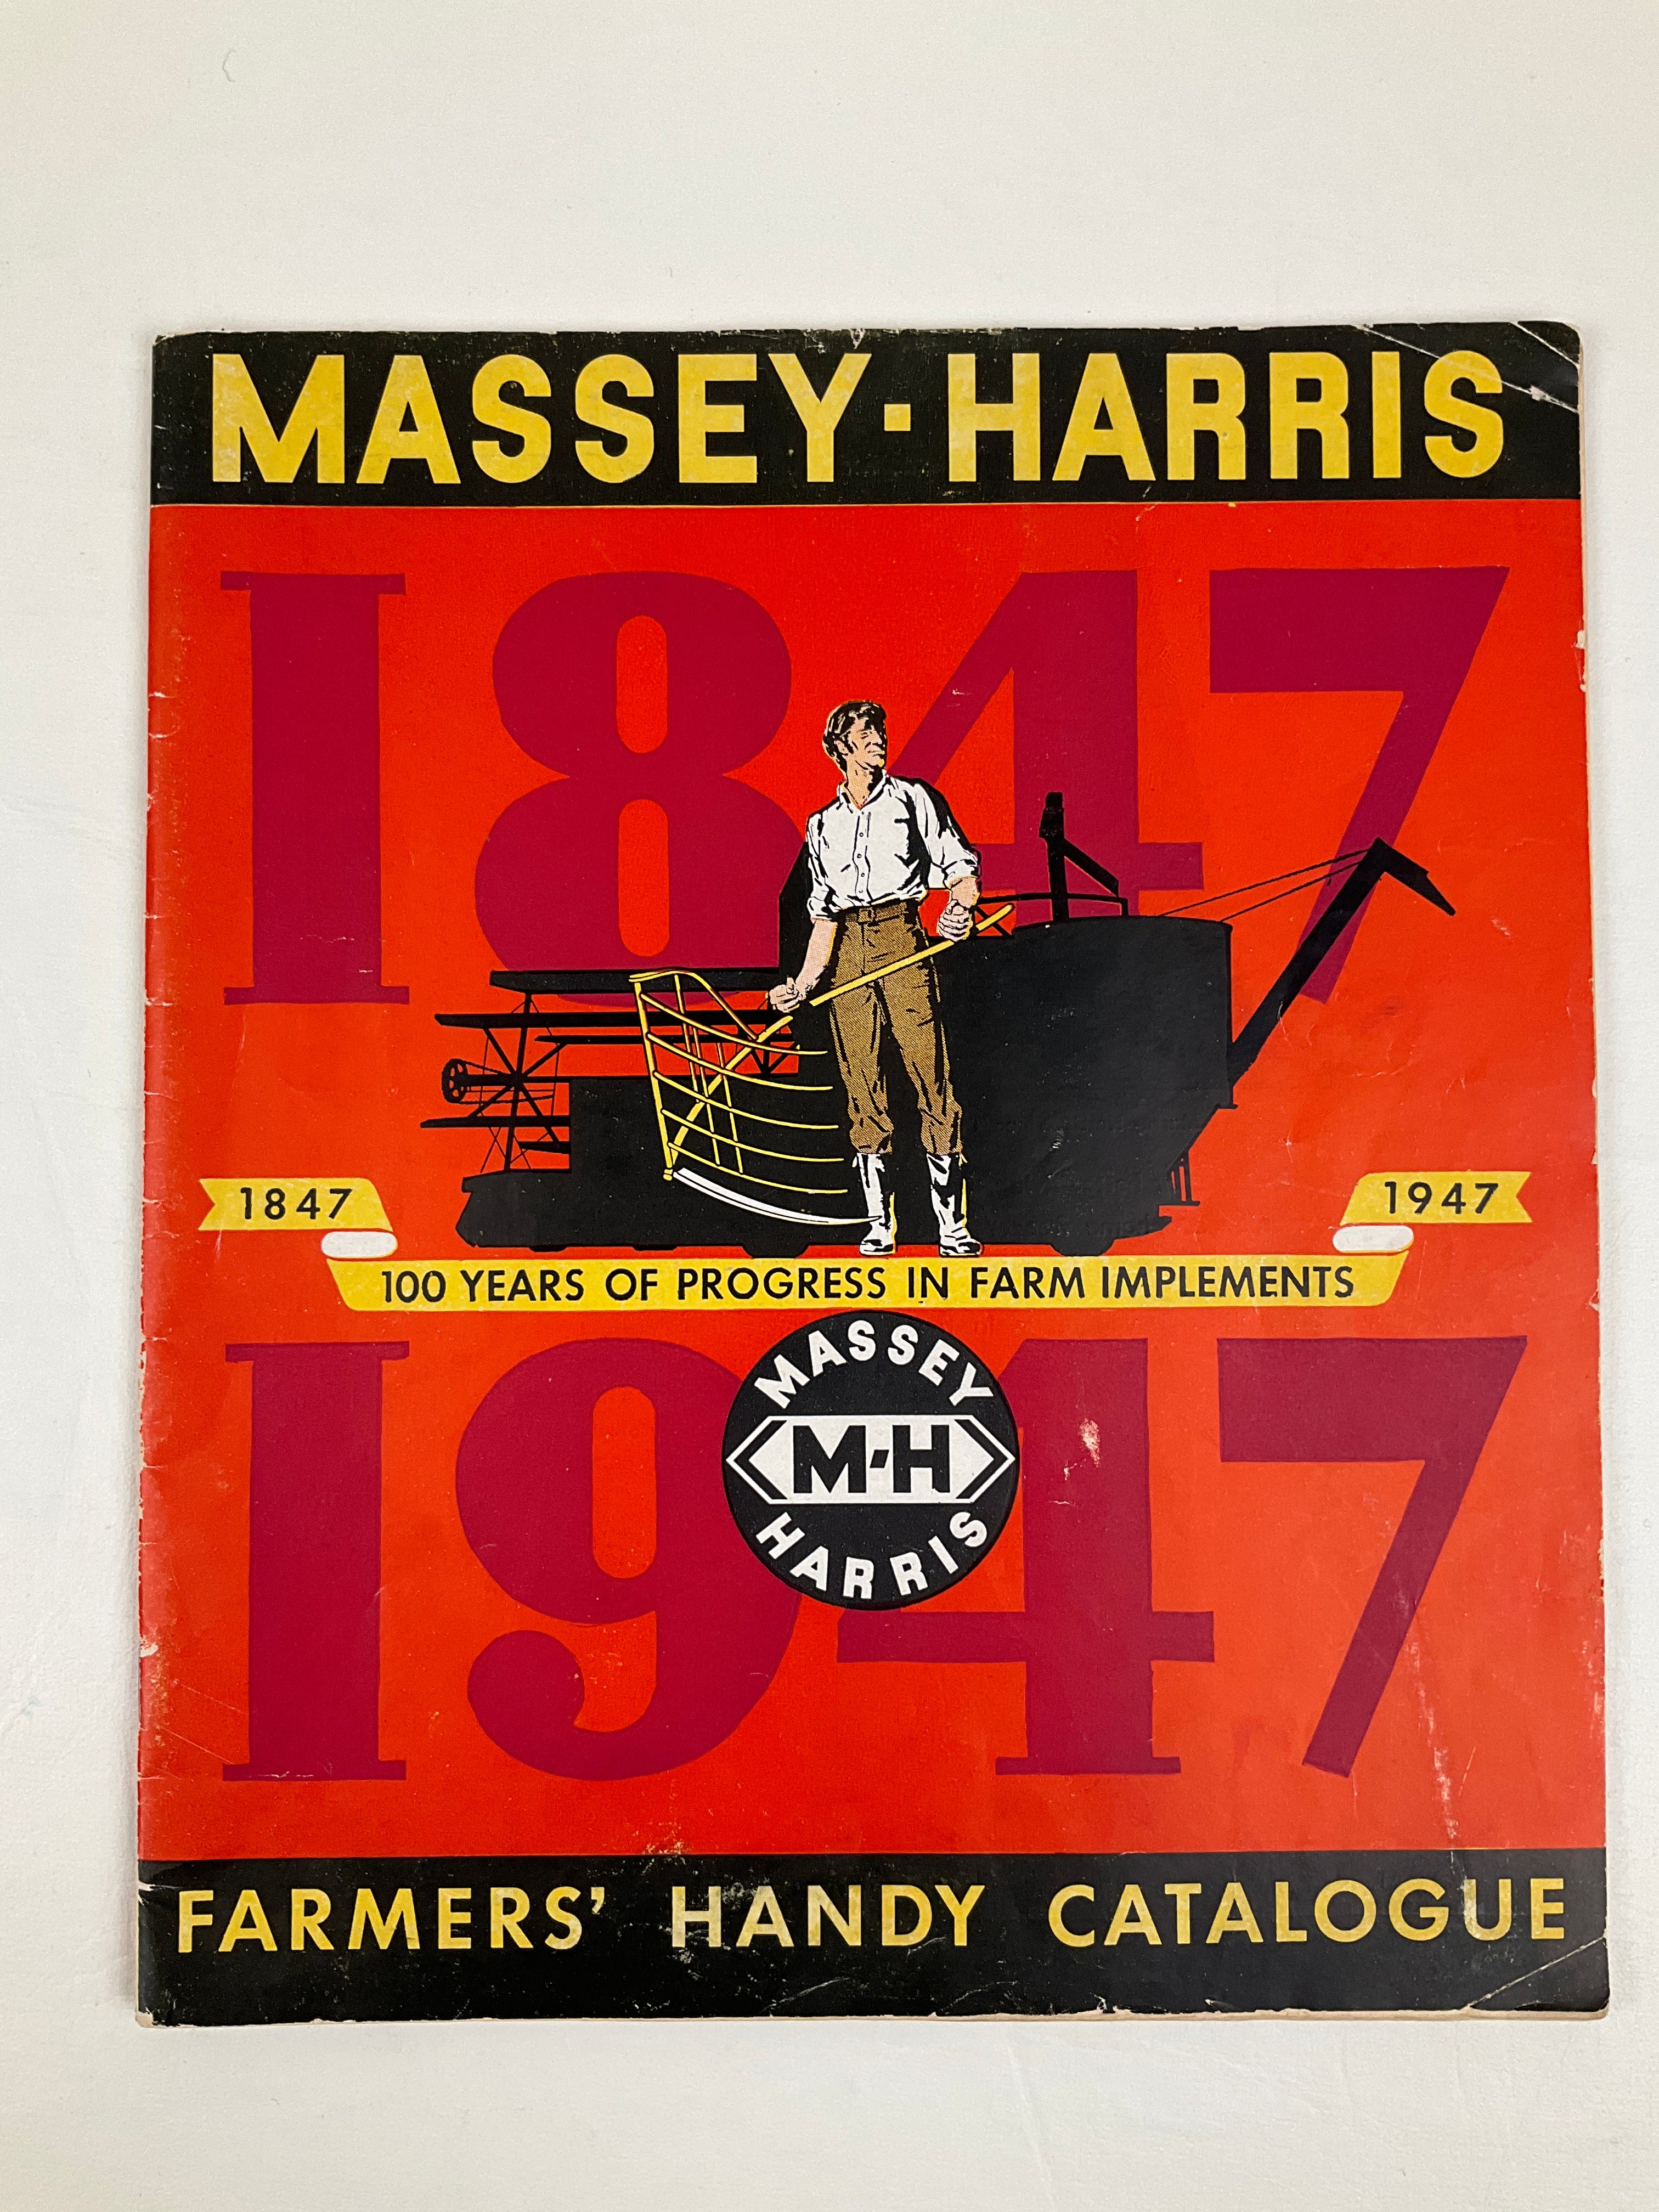 MASSEY-HARRIS
1847
1847
1947
100 YEARS OF PROGRESS IN FARM IMPLEMENTS
MASSEY
M-H
HARRIS
1947
FARMERS' HANDY CATALOGUE